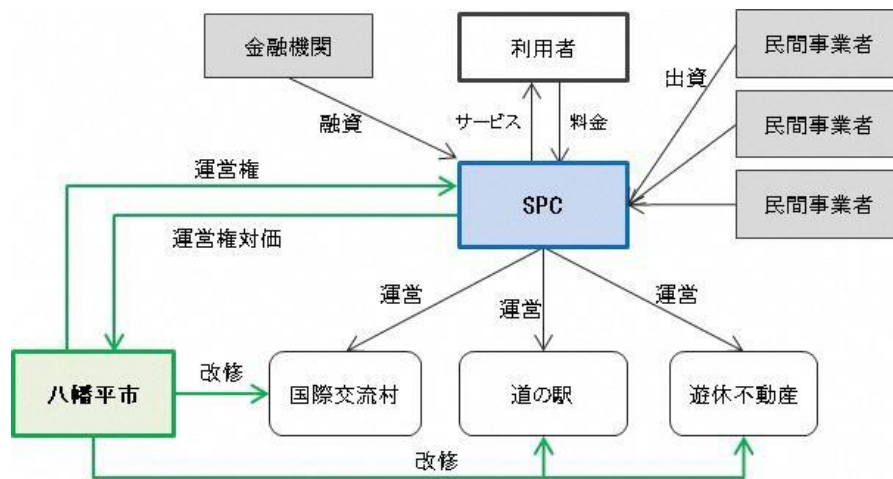 金融機関
利用者
民間事業者
出資
融資
サービス
料金
民間事業者
運営権
SPC
民間事業者
運営権対価
運営
運営
運営
八幡平市
改修
国際交流村
道の駅
遊休不動産
改修